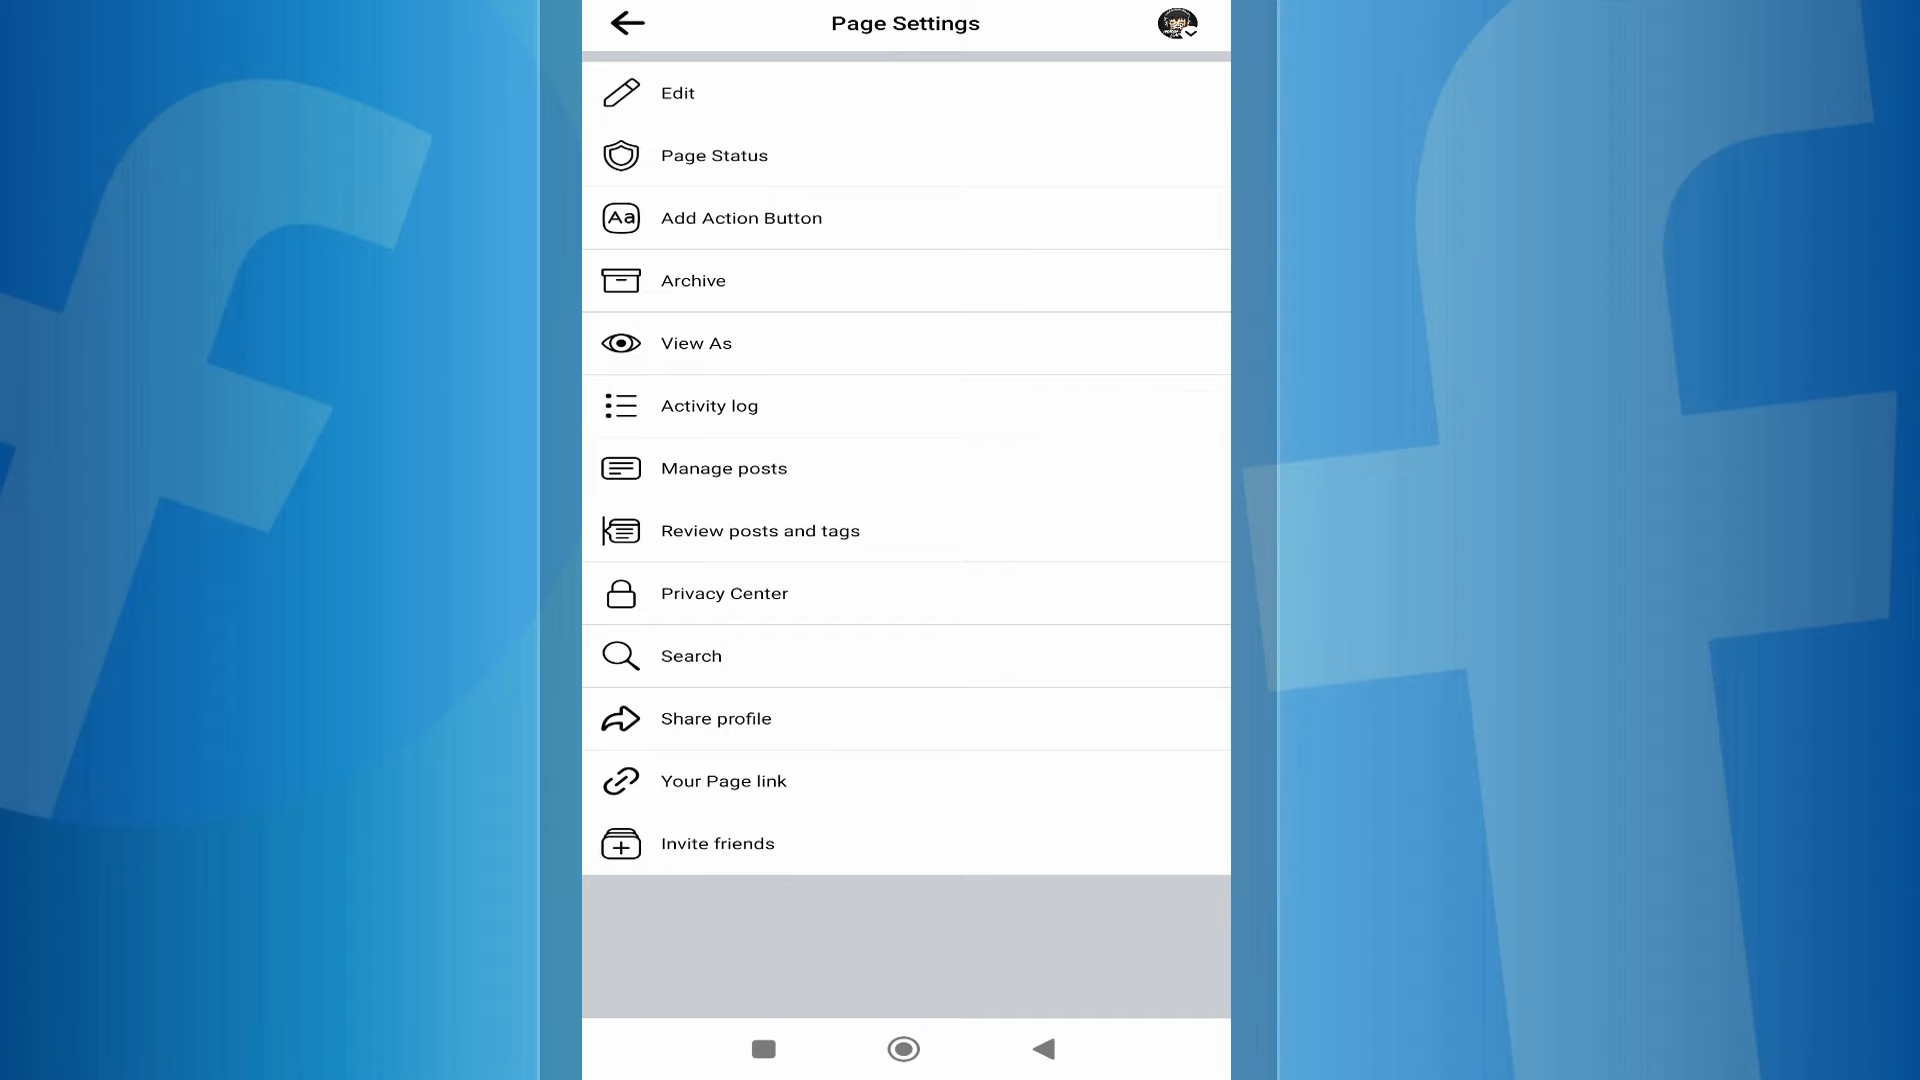 Page Settings
Edit
Page Status
Aa Add Action Button
Archive
View As
Activity log
Manage posts
Review posts and tags
Privacy Center
Search
Share profile
Your Page link
Invite friends